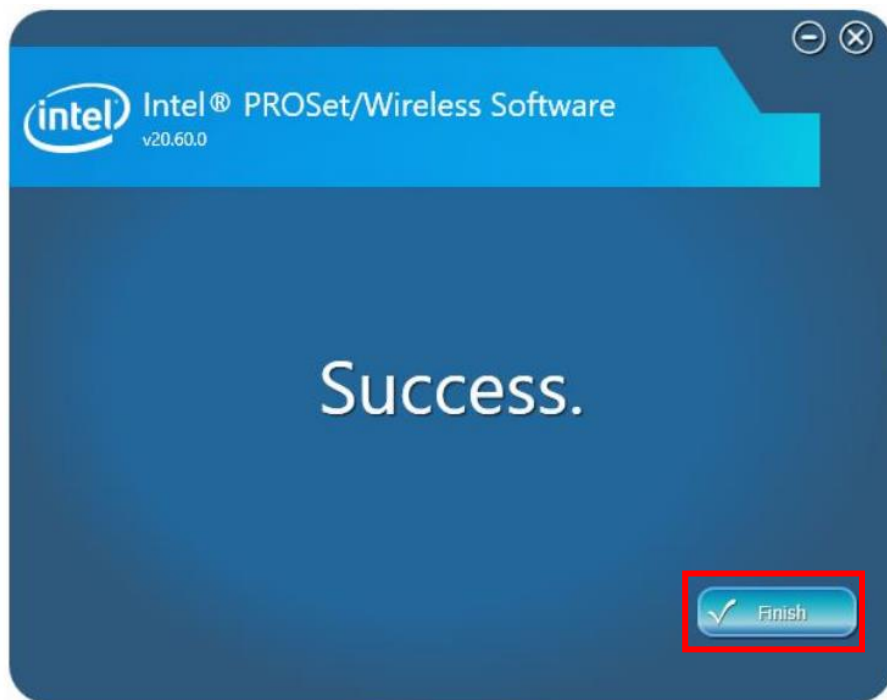 intel
Intel® PROSet/Wireless Software
v20.60.0
Success.
Finish